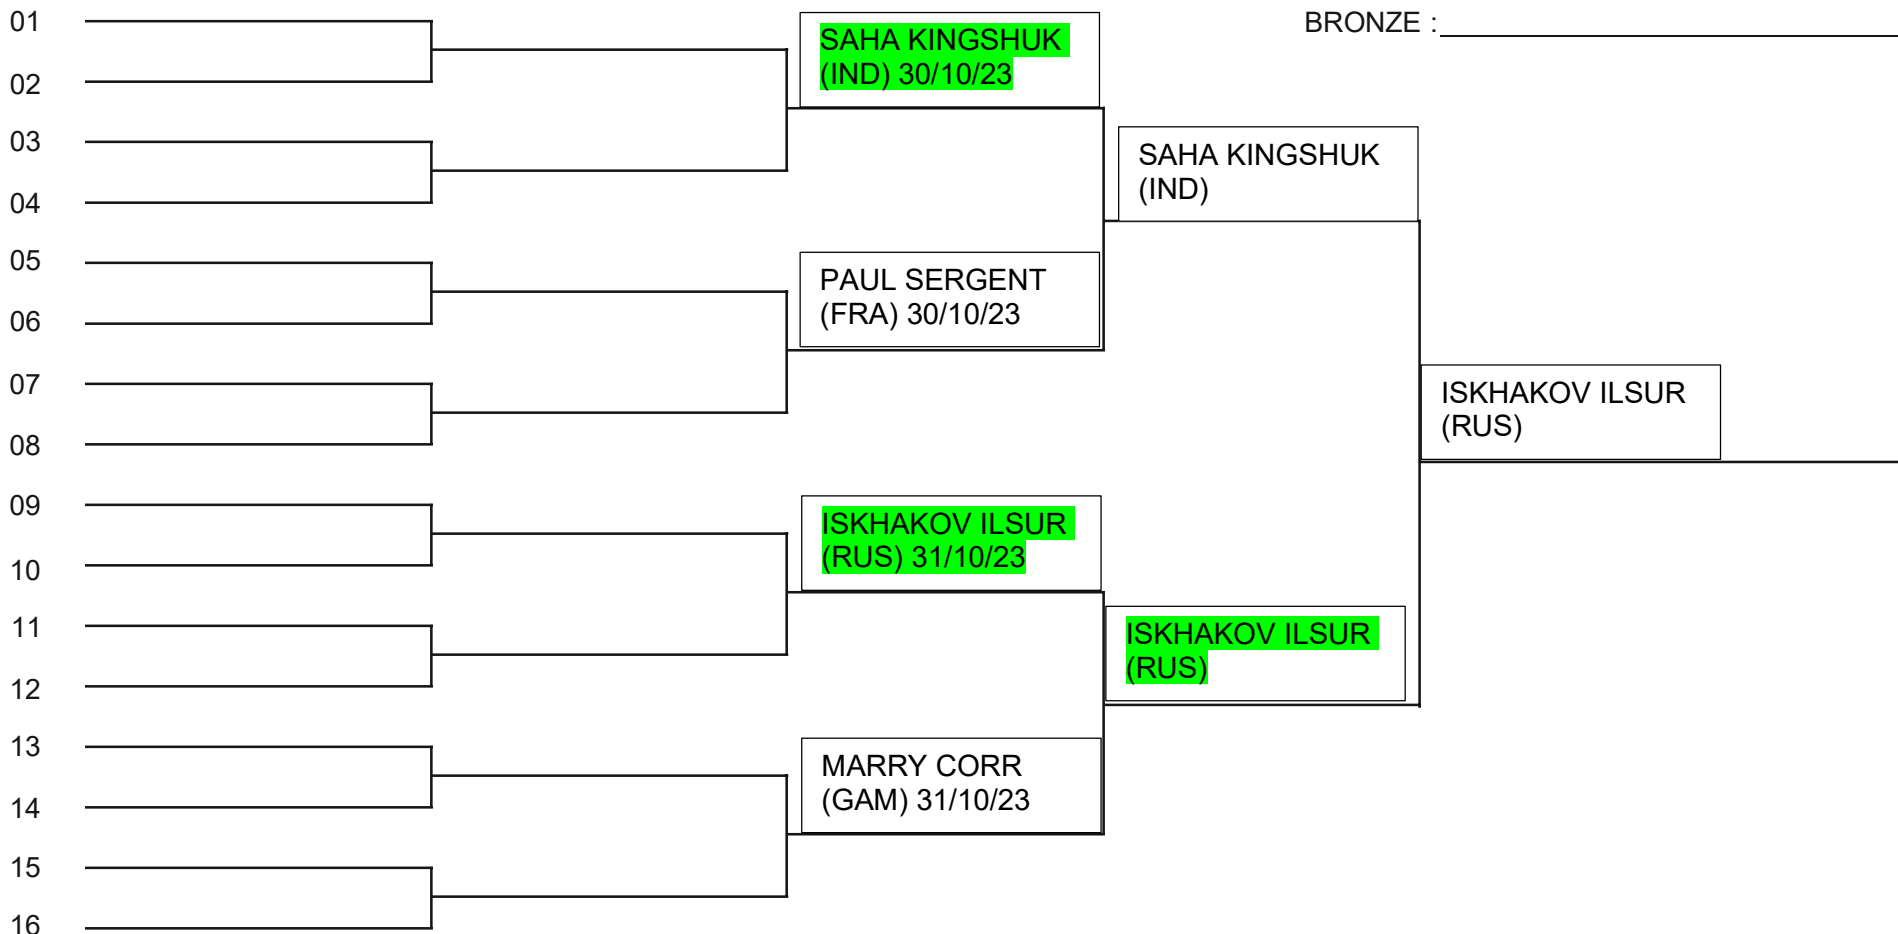 01
02
03
04
05
06
07
08
09
10
11
12
13
14
15
16
SAHA KINGSHUK
(IND) 30/10/23
PAUL SERGENT
(FRA) 30/10/23
ISKHAKOV ILSUR
(RUS) 31/10/23
MARRY CORR
(GAM) 31/10/23
SAHA KINGSHUK
(IND)
ISKHAKOV ILSUR
(RUS)
BRONZE :
ISKHAKOV ILSUR
(RUS)